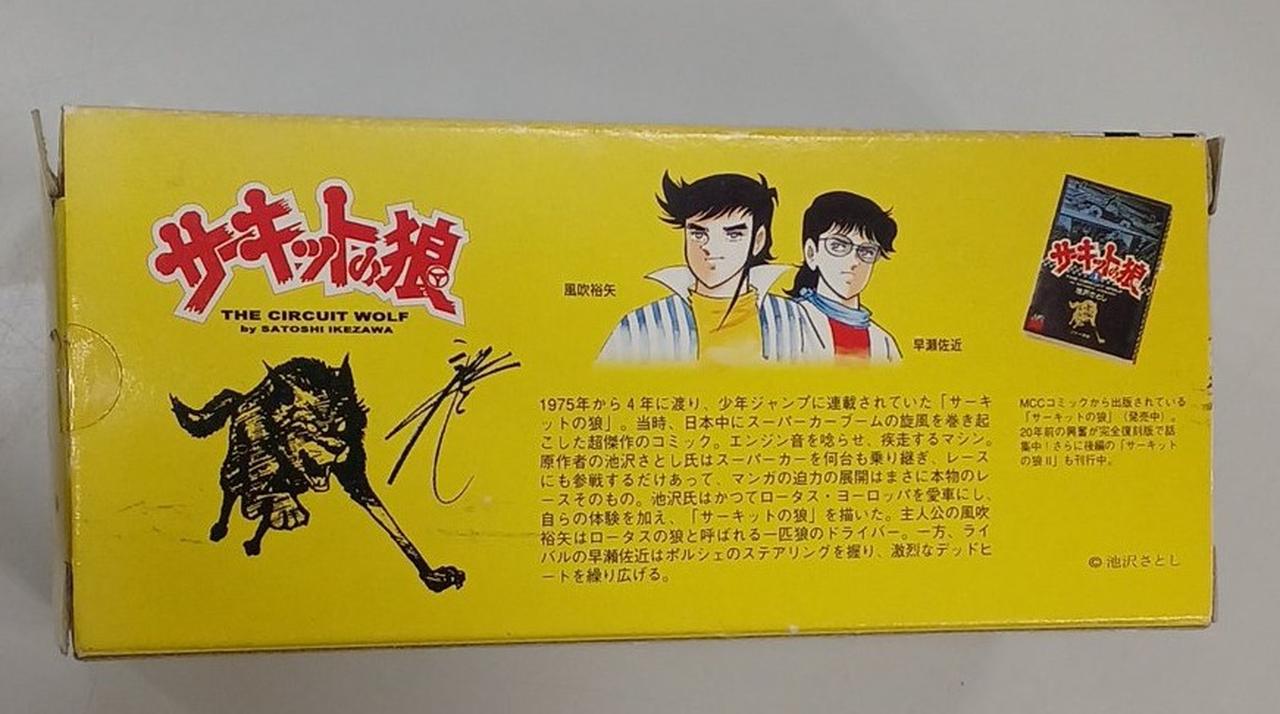 サーキットの狼
THE CIRCUIT WOLF
by SATOSHI IKEZAWA
風吹裕矢
早瀬佐近
サーキットの狼
池沢さとし
1975年から4年に渡り、少年ジャンプに連載されていた「サーキ
ットの狼」。当時、日本中にスーパーカーブームの旋風を巻き起
こした超傑作のコミック。エンジン音を唸らせ、疾走するマシン。
原作者の池沢さとし氏はスーパーカーを何台も乗り継ぎ、レース
にも参戦するだけあって、マンガの迫力の展開はまさに本物のレ
ースそのもの。池沢氏はかつてロータス・ヨーロッパを愛車にし、
自らの体験を加え、「サーキットの狼」を描いた。主人公の風吹
裕矢はロータスの狼と呼ばれる一匹狼のドライバー。一方、ライ
バルの早瀬佐近はポルシェのステアリングを握り、激烈なデッドヒ
ートを繰り広げる。
MCCコミックから出版されている
「サーキットの狼」（発売中）。
20年前の興奮が完全復刻版で話
集中！さらに後編の「サーキット
の狼II」も刊行中。
©池沢さとし